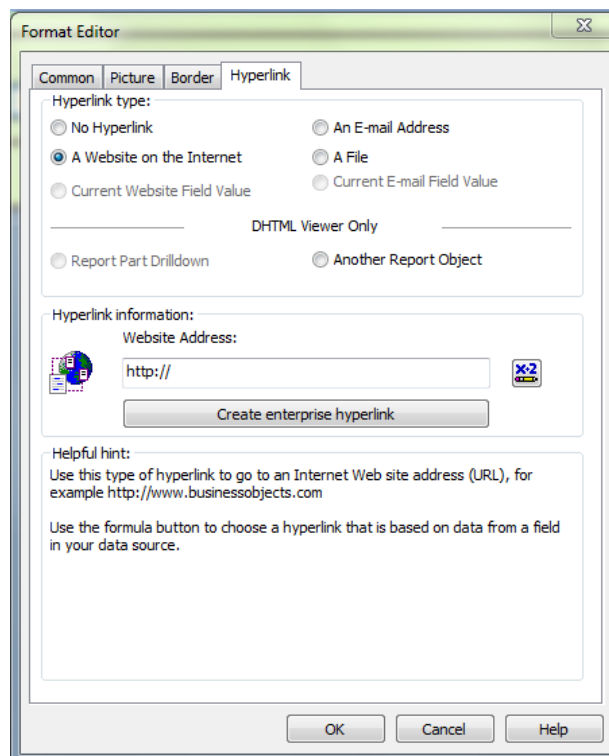 Format Editor
Common Picture Border Hyperlink
Hyperlink type:
No Hyperlink An E-mail Address
A Website on the Internet A File
Current Website Field Value Current E-mail Field Value
DHTML Viewer Only
Report Part Drilldown Another Report Object
Hyperlink information:
Website Address:
http://
X+2
Create enterprise hyperlink
Helpful hint:
Use this type of hyperlink to go to an Internet Web site address (URL), for
example http://www.businessobjects.com
Use the formula button to choose a hyperlink that is based on data from a field
in your data source.
OK Cancel Help